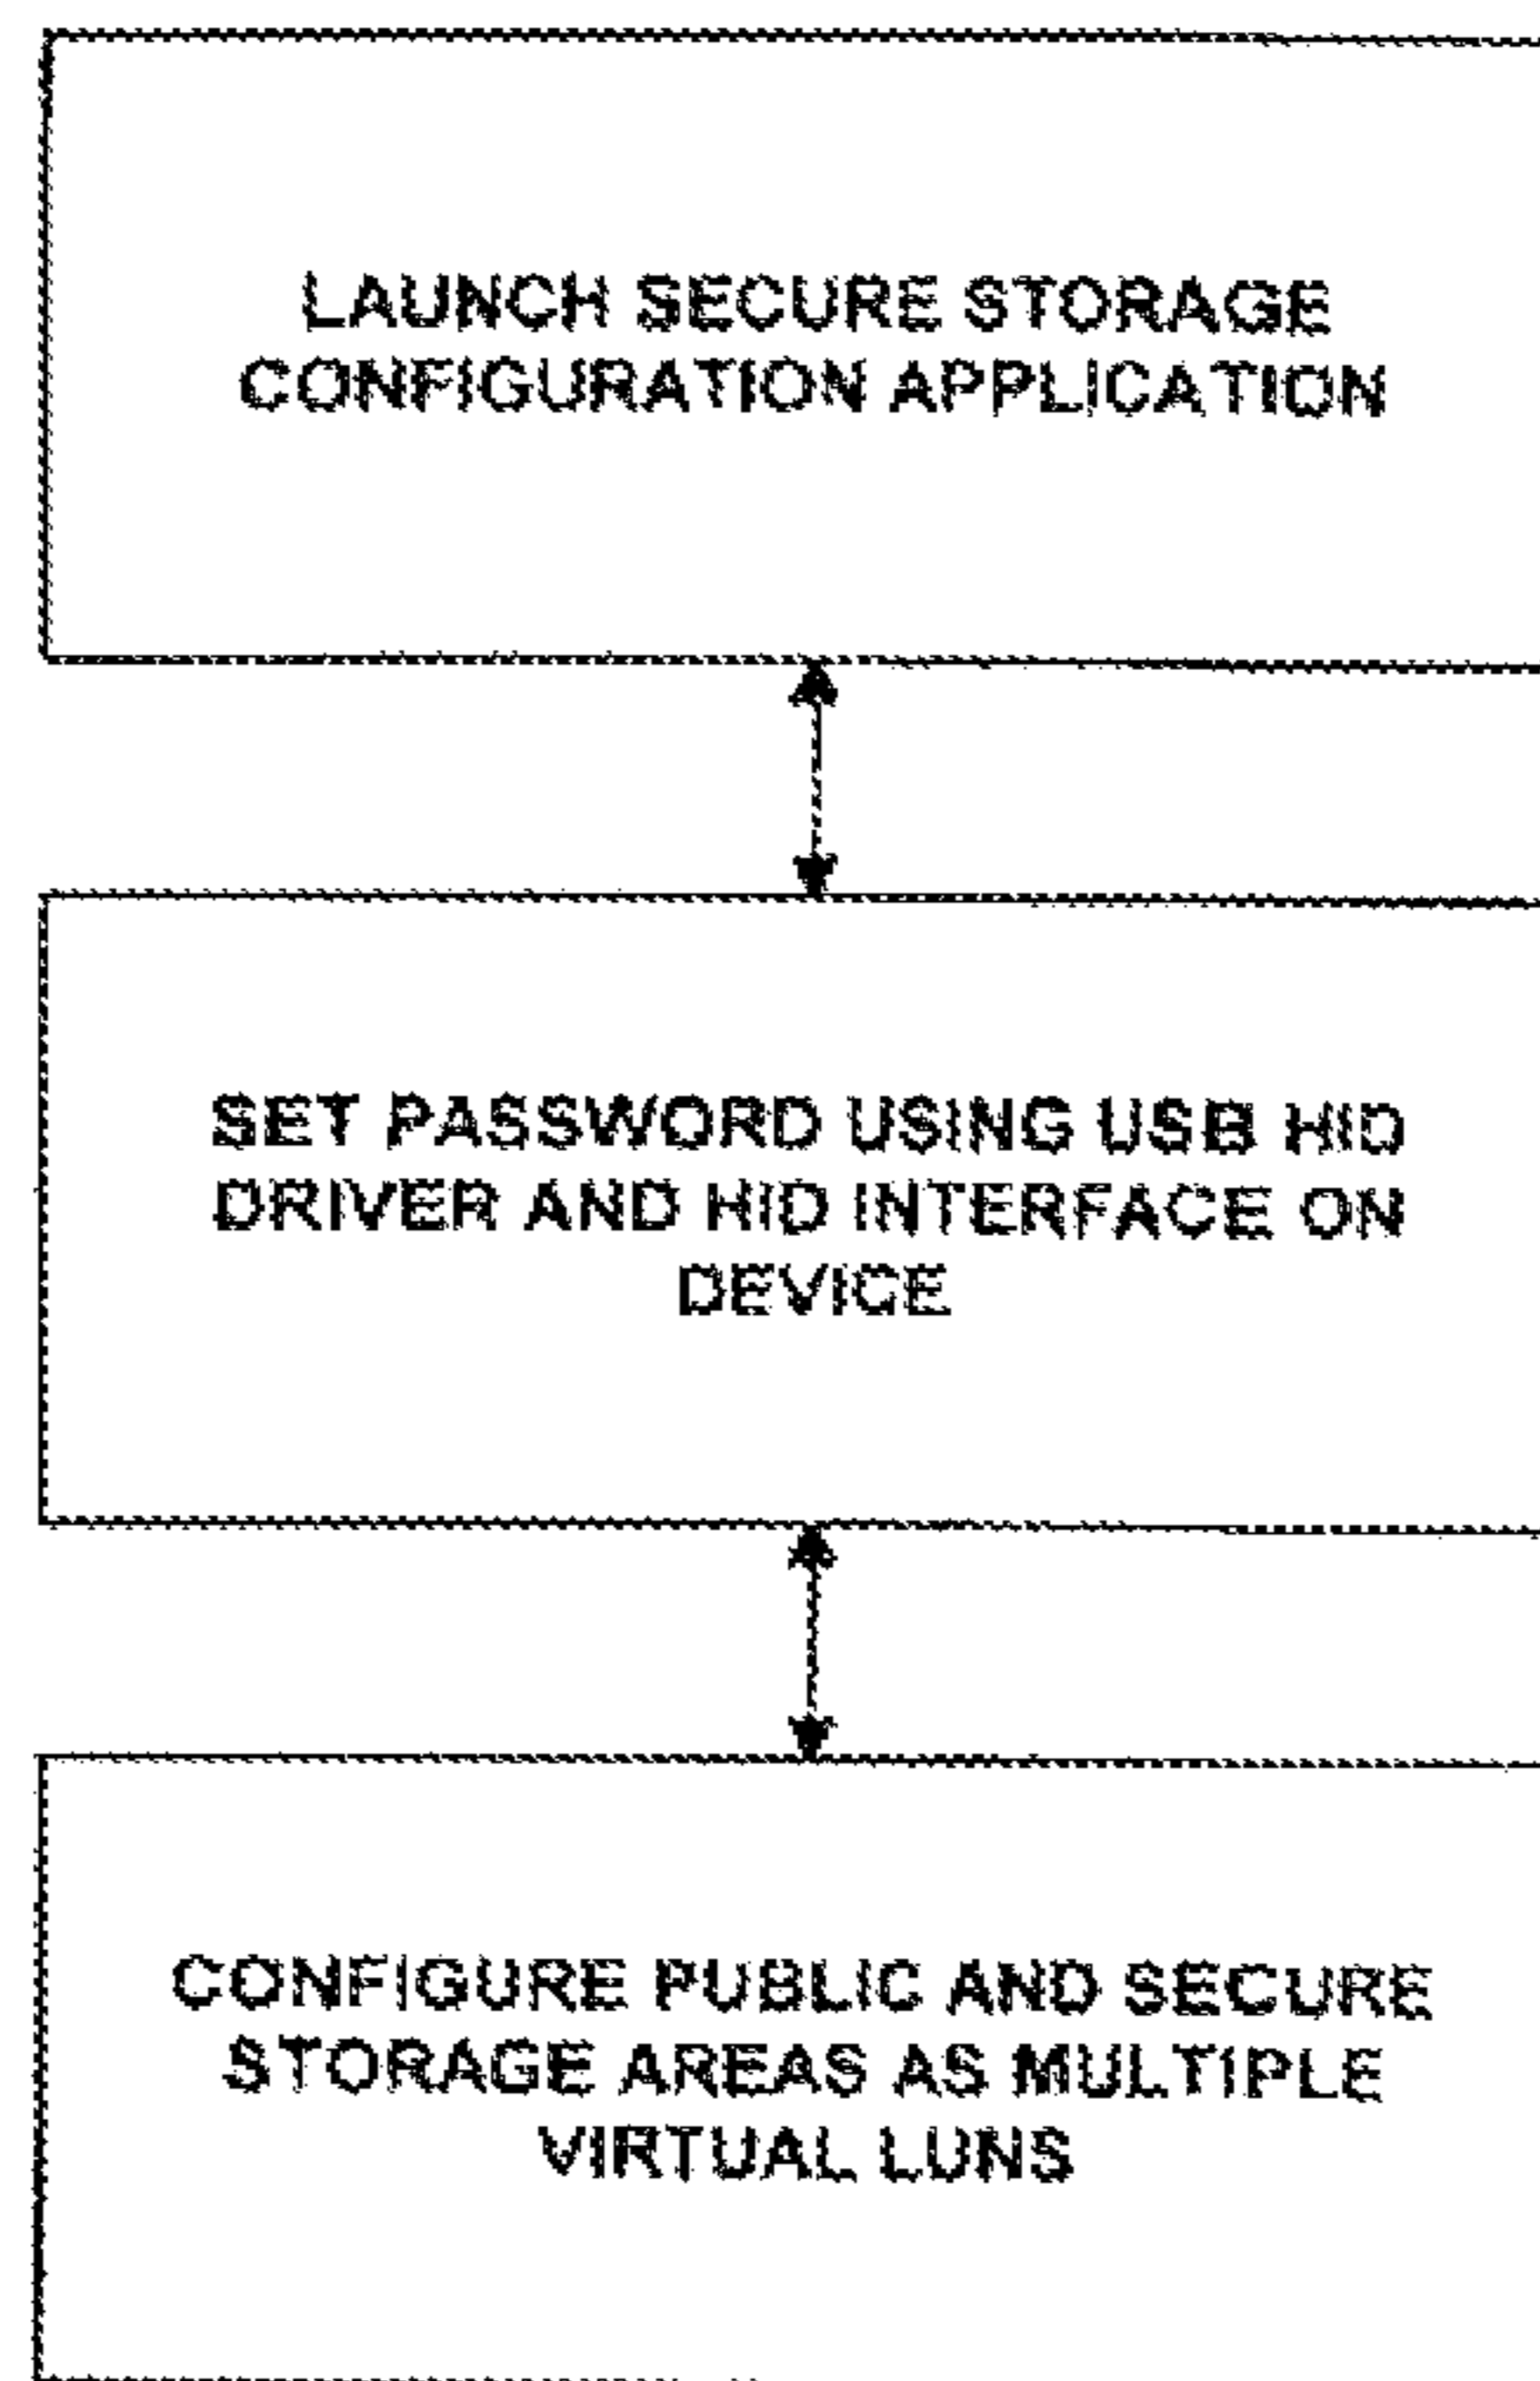 LAUNCH SECURE STORAGE
CONFIGURATION APPLICATION
SET PASSWORD USING USB HID
DRIVER AND HID INTERFACE ON
DEVICE
CONFIGURE PUBLIC AND SECURE
STORAGE AREAS AS MULTIPLE
VIRTUAL LUNS